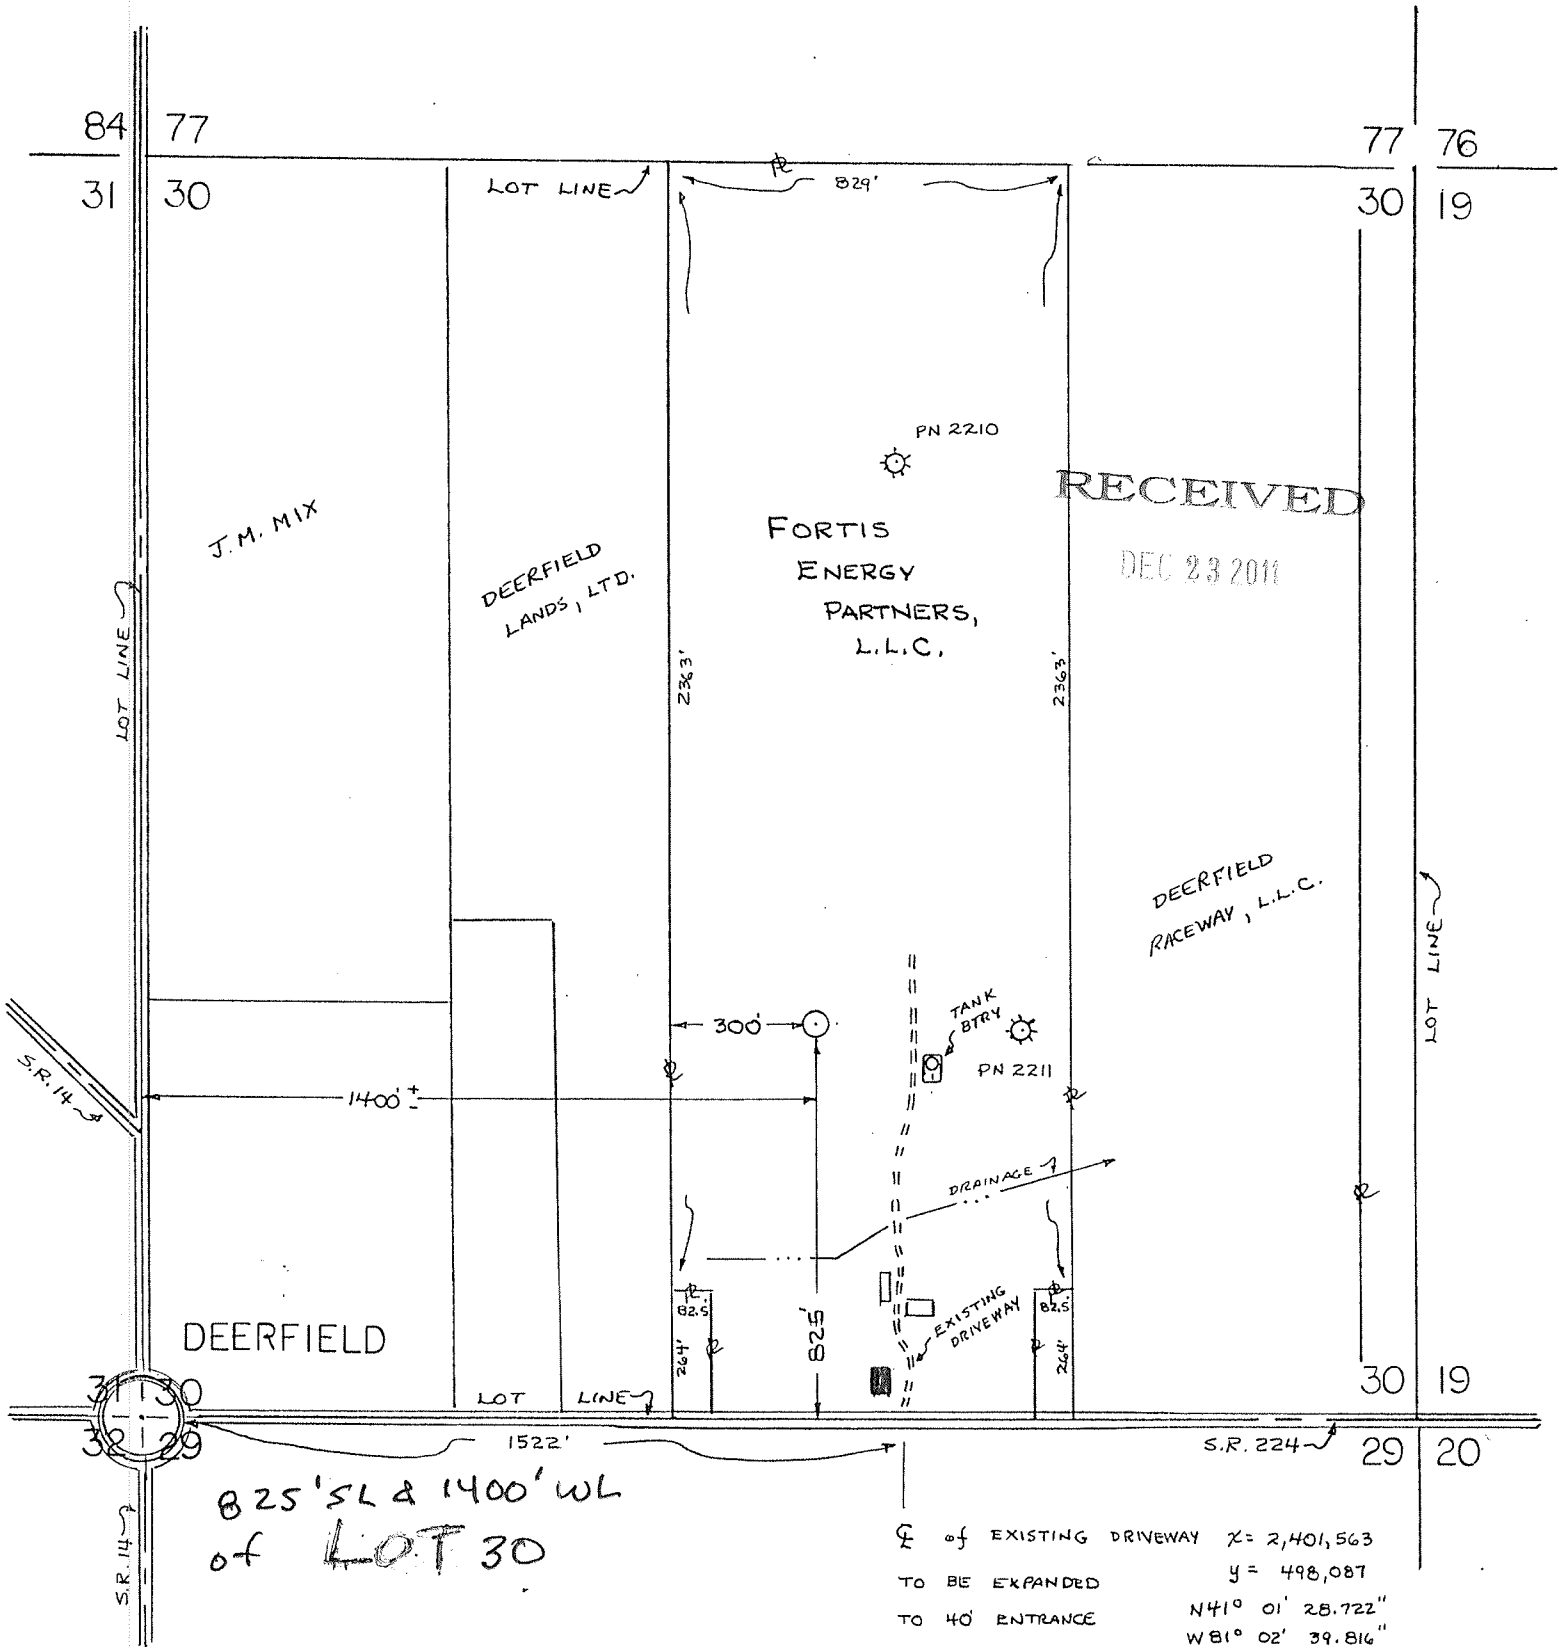 84 77
77 76
31 30
LOT LINE
829'
30 19
PN 2210
RECEIVED
DEC 23 2011
J.M. MIX
DEERFIELD
LANDS, LTD.
FORTIS
ENERGY
PARTNERS,
L.L.C.
LOT LINE
2363'
2363'
DEERFIELD
RACEWAY, L.L.C.
LOT LINE
TANK
BTRY
300'
PN 2211
S.R. 14
1400' ±
DRAINAGE
82.5'
82.5'
264'
825'
EXISTING
DRIVEWAY
264'
DEERFIELD
31 30
LOT LINE
30 19
32 29
1522'
S.R. 224
29 20
825' SL & 1400' WL
of LOT 30
S.R. 14
℄ of EXISTING DRIVEWAY X= 2,401,563
y = 498,087
TO BE EXPANDED
TO 40' ENTRANCE
N41° 01' 28.722"
W81° 02' 39.816"